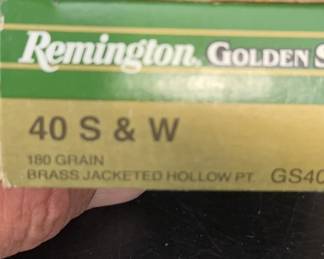 Remington® GOLDEN S
40 S & W
180 GRAIN
BRASS JACKETED HOLLOW PT. GS40